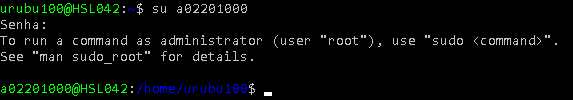 urubu100@HSL042:~$ su a02201000
Senha:
To run a command as administrator (user "root"), use "sudo <command>".
See "man sudo_root" for details.
a02201000@HSL042:/home/urubu100$